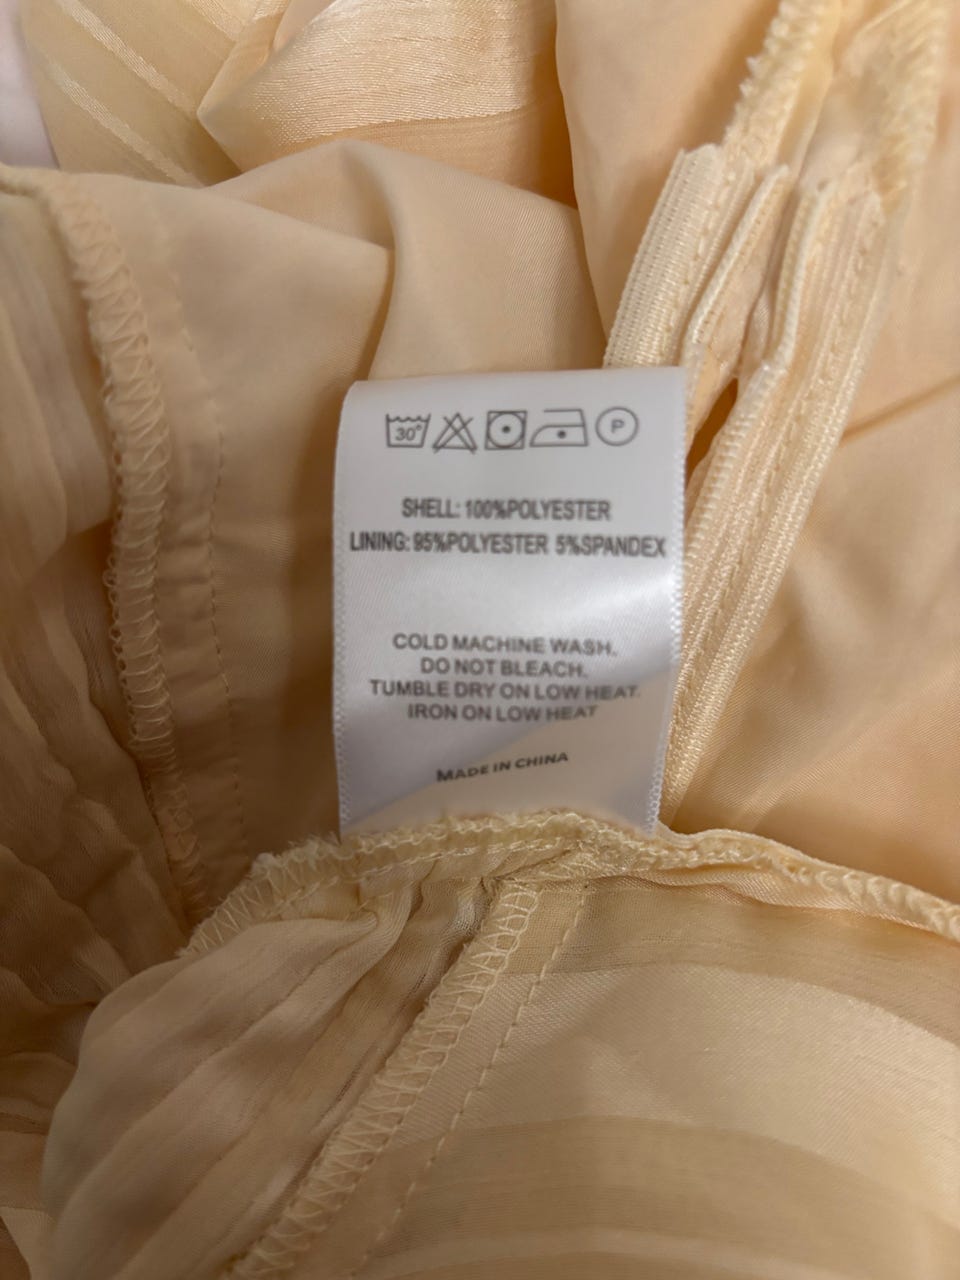 30°
P
SHELL: 100%POLYESTER
LINING: 95%POLYESTER 5%SPANDEX
COLD MACHINE WASH.
DO NOT BLEACH.
TUMBLE DRY ON LOW HEAT.
IRON ON LOW HEAT
MADE IN CHINA